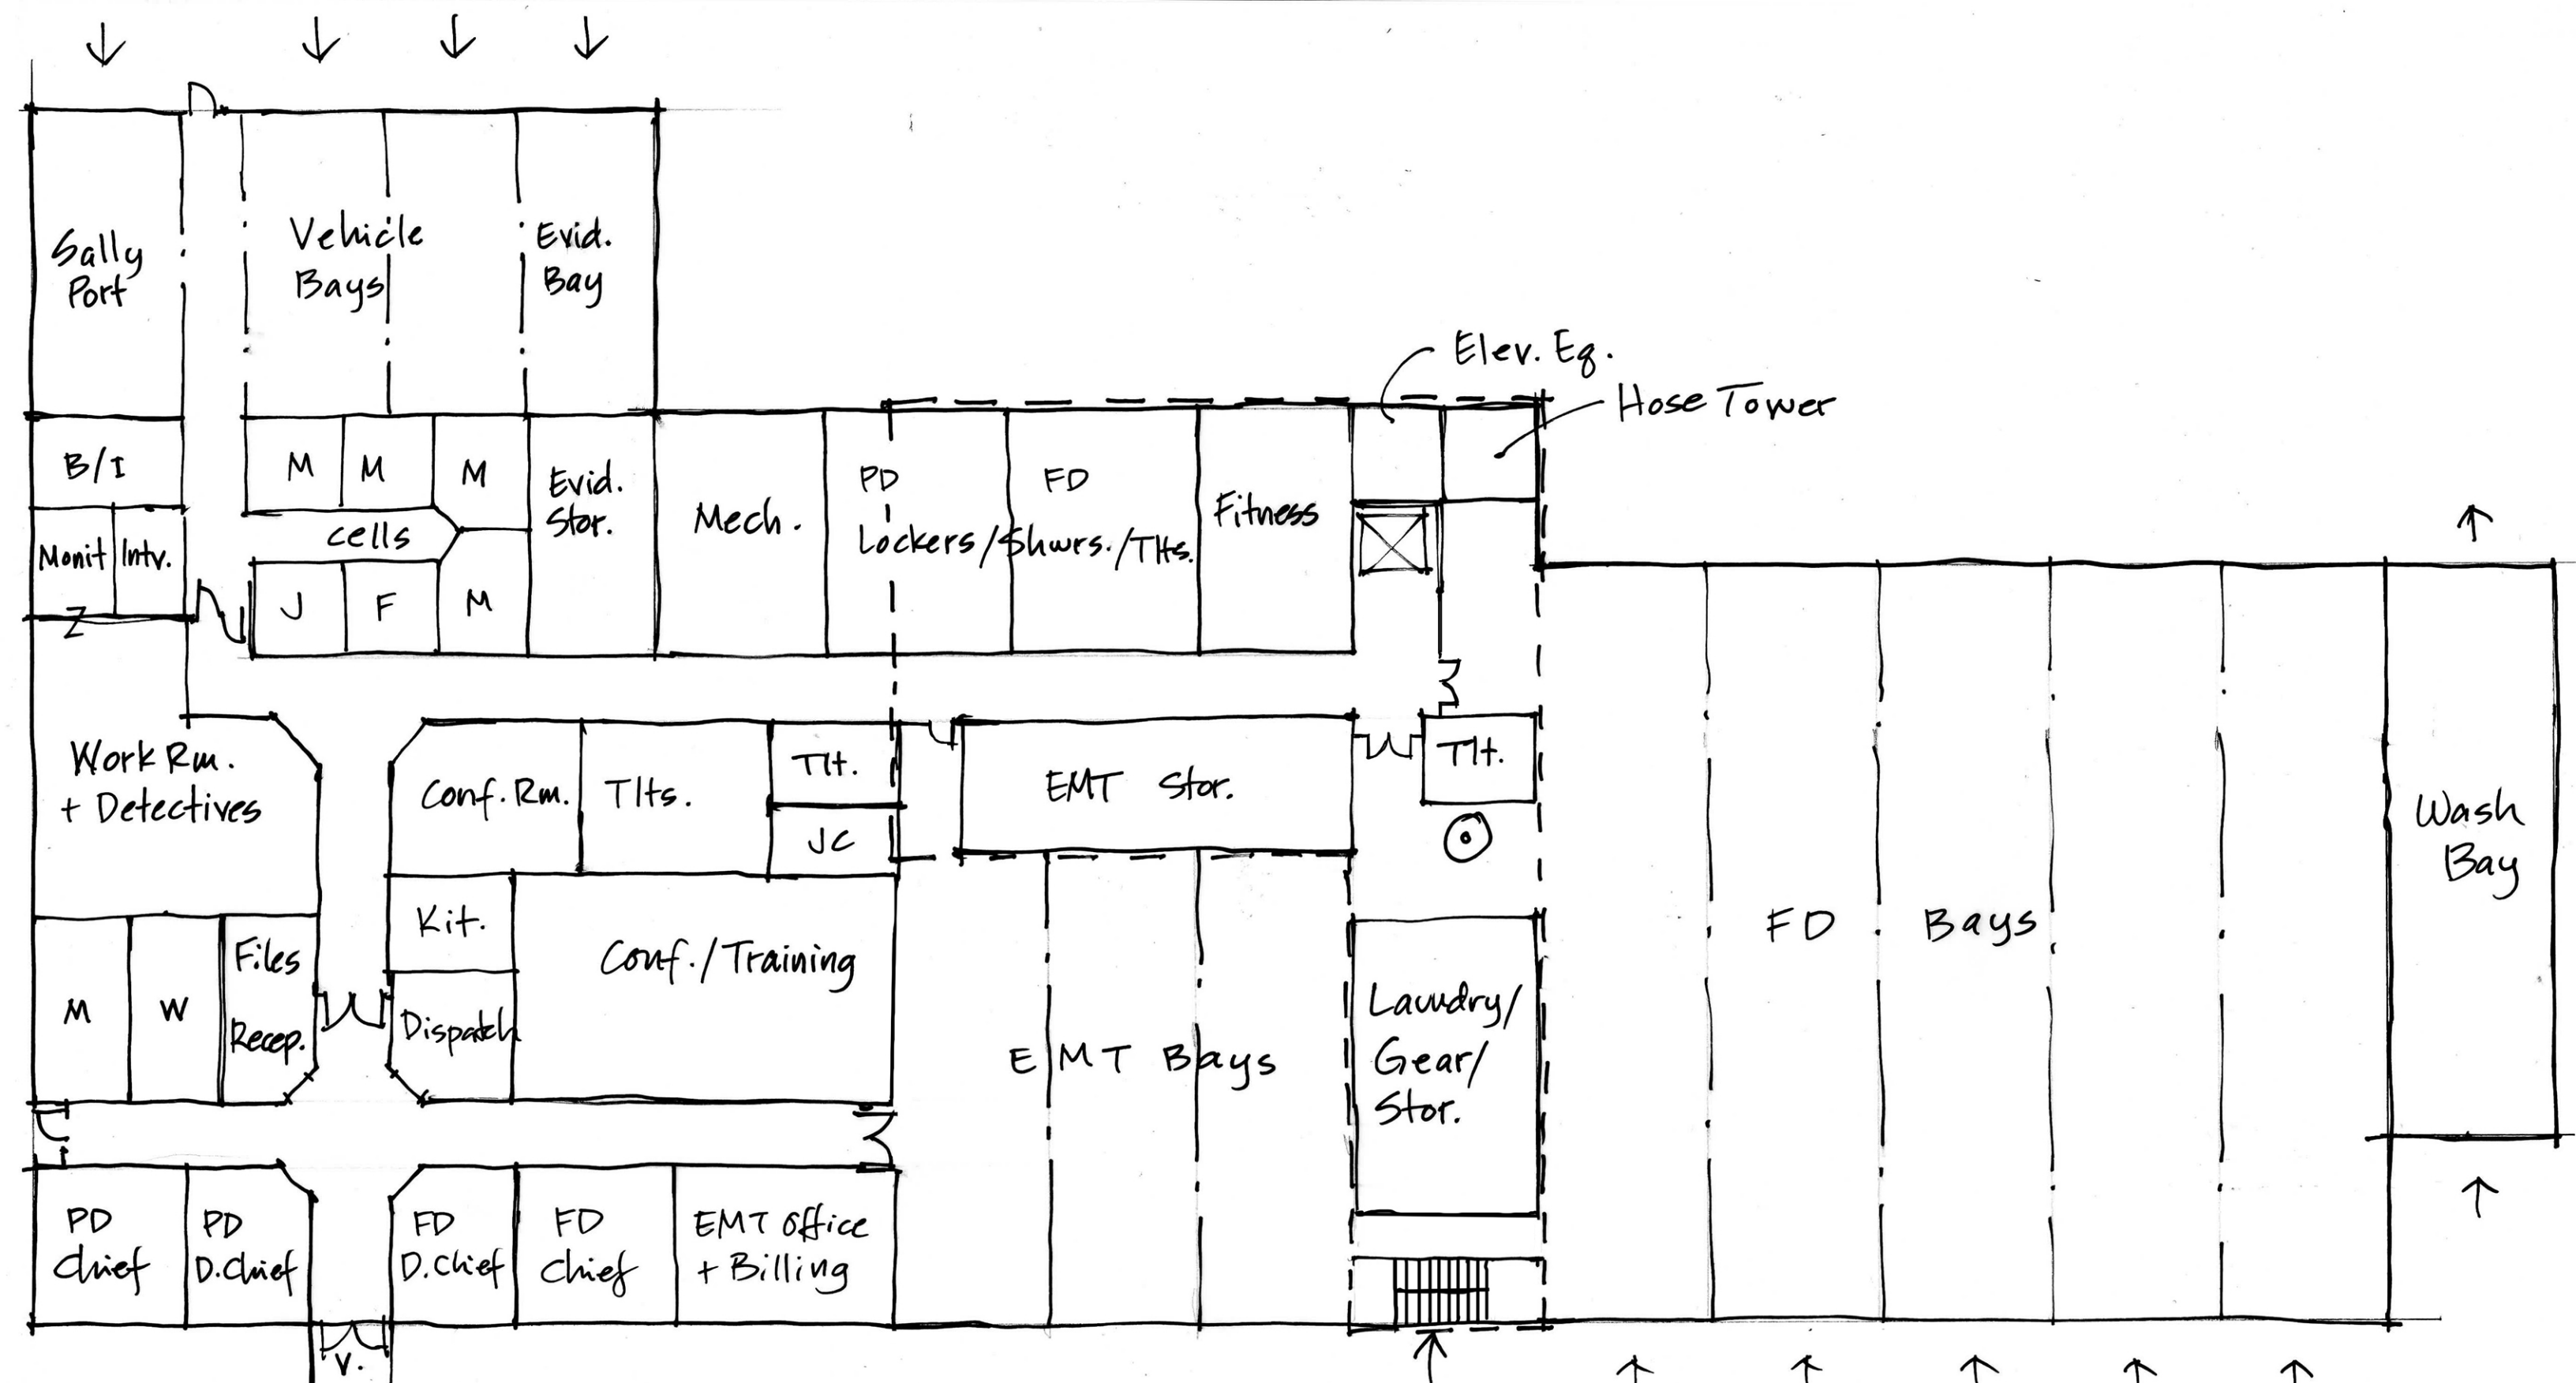 Elev. Eq.
Hose Tower
Sally
Port
Vehicle
Bays
Evid.
Bay
B/I
Monit
Intv.
M
M
M
cells
J
F
M
Evid.
Stor.
Mech.
PD
FD
Lockers/Shwrs./Tlts.
Fitness
Work Rm.
+ Detectives
Conf. Rm.
Tlts.
Tlt.
JC
EMT Stor.
Tlt.
Kit.
Conf./Training
Dispatch
M
W
Files
Recep.
EMT Bays
Laundry/
Gear/
Stor.
FD Bays
Wash
Bay
PD
Chief
PD
D.Chief
FD
D.Chief
FD
Chief
EMT Office
+ Billing
V.